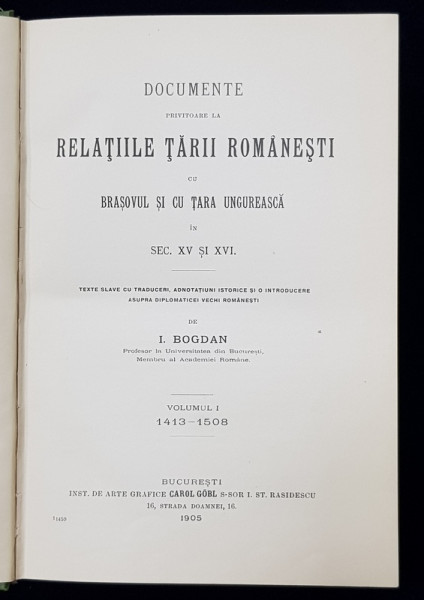 DOCUMENTE
PRIVITOARE LA
RELAŢIILE ŢĂRII ROMÂNEŞTI
CU
BRAŞOVUL ŞI CU ŢARA UNGUREASCĂ
ÎN
SEC. XV ŞI XVI.
TEXTE SLAVE CU TRADUCERI, ADNOTAŢIUNI ISTORICE ŞI O INTRODUCERE
ASUPRA DIPLOMATICEI VECHI ROMÂNEŞTI
DE
I. BOGDAN
Profesor la Universitatea din Bucureşti,
Membru al Academiei Române.
VOLUMUL I
1413–1508
BUCUREŞTI
INST. DE ARTE GRAFICE CAROL GÖBL S-SOR I. ST. RASIDESCU
16, STRADA DOAMNEI, 16.
1905